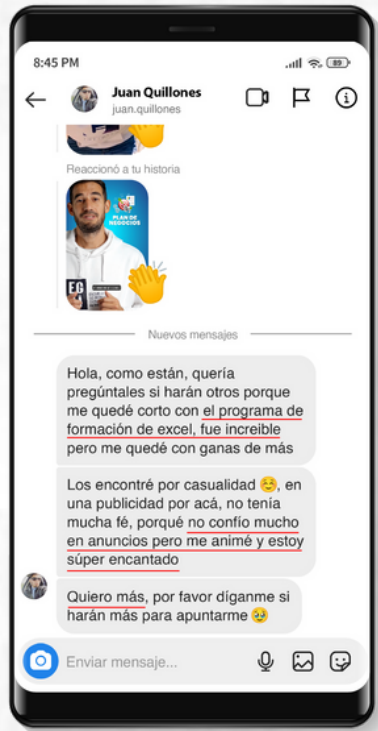 8:45 PM
89
Juan Quillones
juan.quillones
Reaccionó a tu historia
PLAN DE
NEGOCIOS
Nuevos mensajes
Hola, como están, quería
pregúntales si harán otros porque
me quedé corto con el programa de
formación de excel, fue increible
pero me quedé con ganas de más
Los encontré por casualidad ☺️, en
una publicidad por acá, no tenía
mucha fé, porqué no confío mucho
en anuncios pero me animé y estoy
súper encantado
Quiero más, por favor díganme si
harán más para apuntarme 🥹
Enviar mensaje...